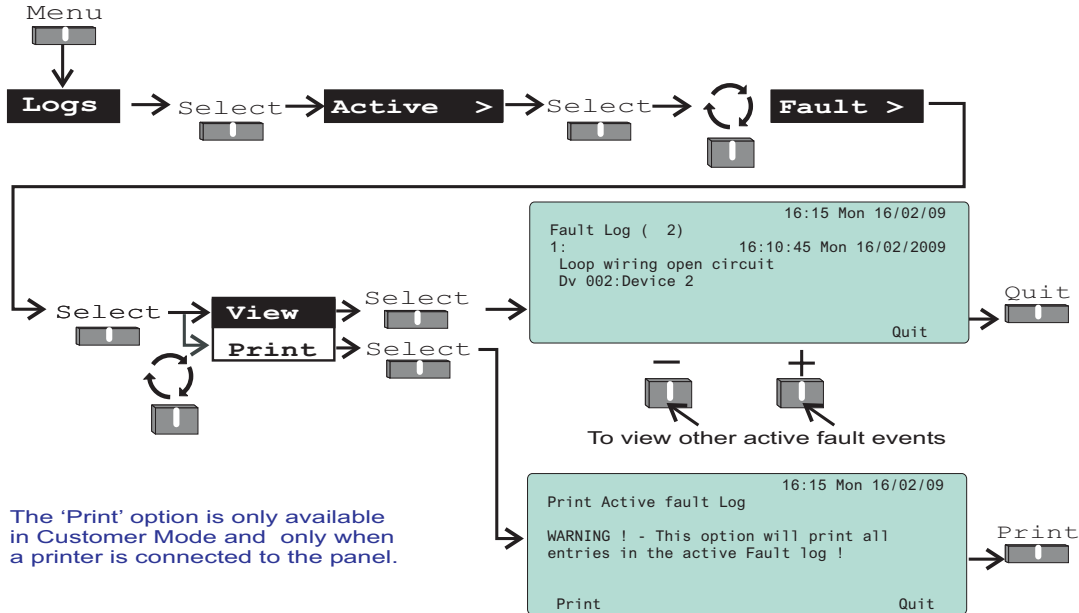 Menu
Logs
Select
Active >
Select
Fault >
16:15 Mon 16/02/09
Fault Log ( 2)
1: 16:10:45 Mon 16/02/2009
Loop wiring open circuit
Dv 002:Device 2
Quit
Quit
Select
View
Select
Print
Select
− +
To view other active fault events
16:15 Mon 16/02/09
Print Active fault Log
WARNING ! - This option will print all
entries in the active Fault log !
Print Quit
Print
The ‘Print’ option is only available
in Customer Mode and only when
a printer is connected to the panel.